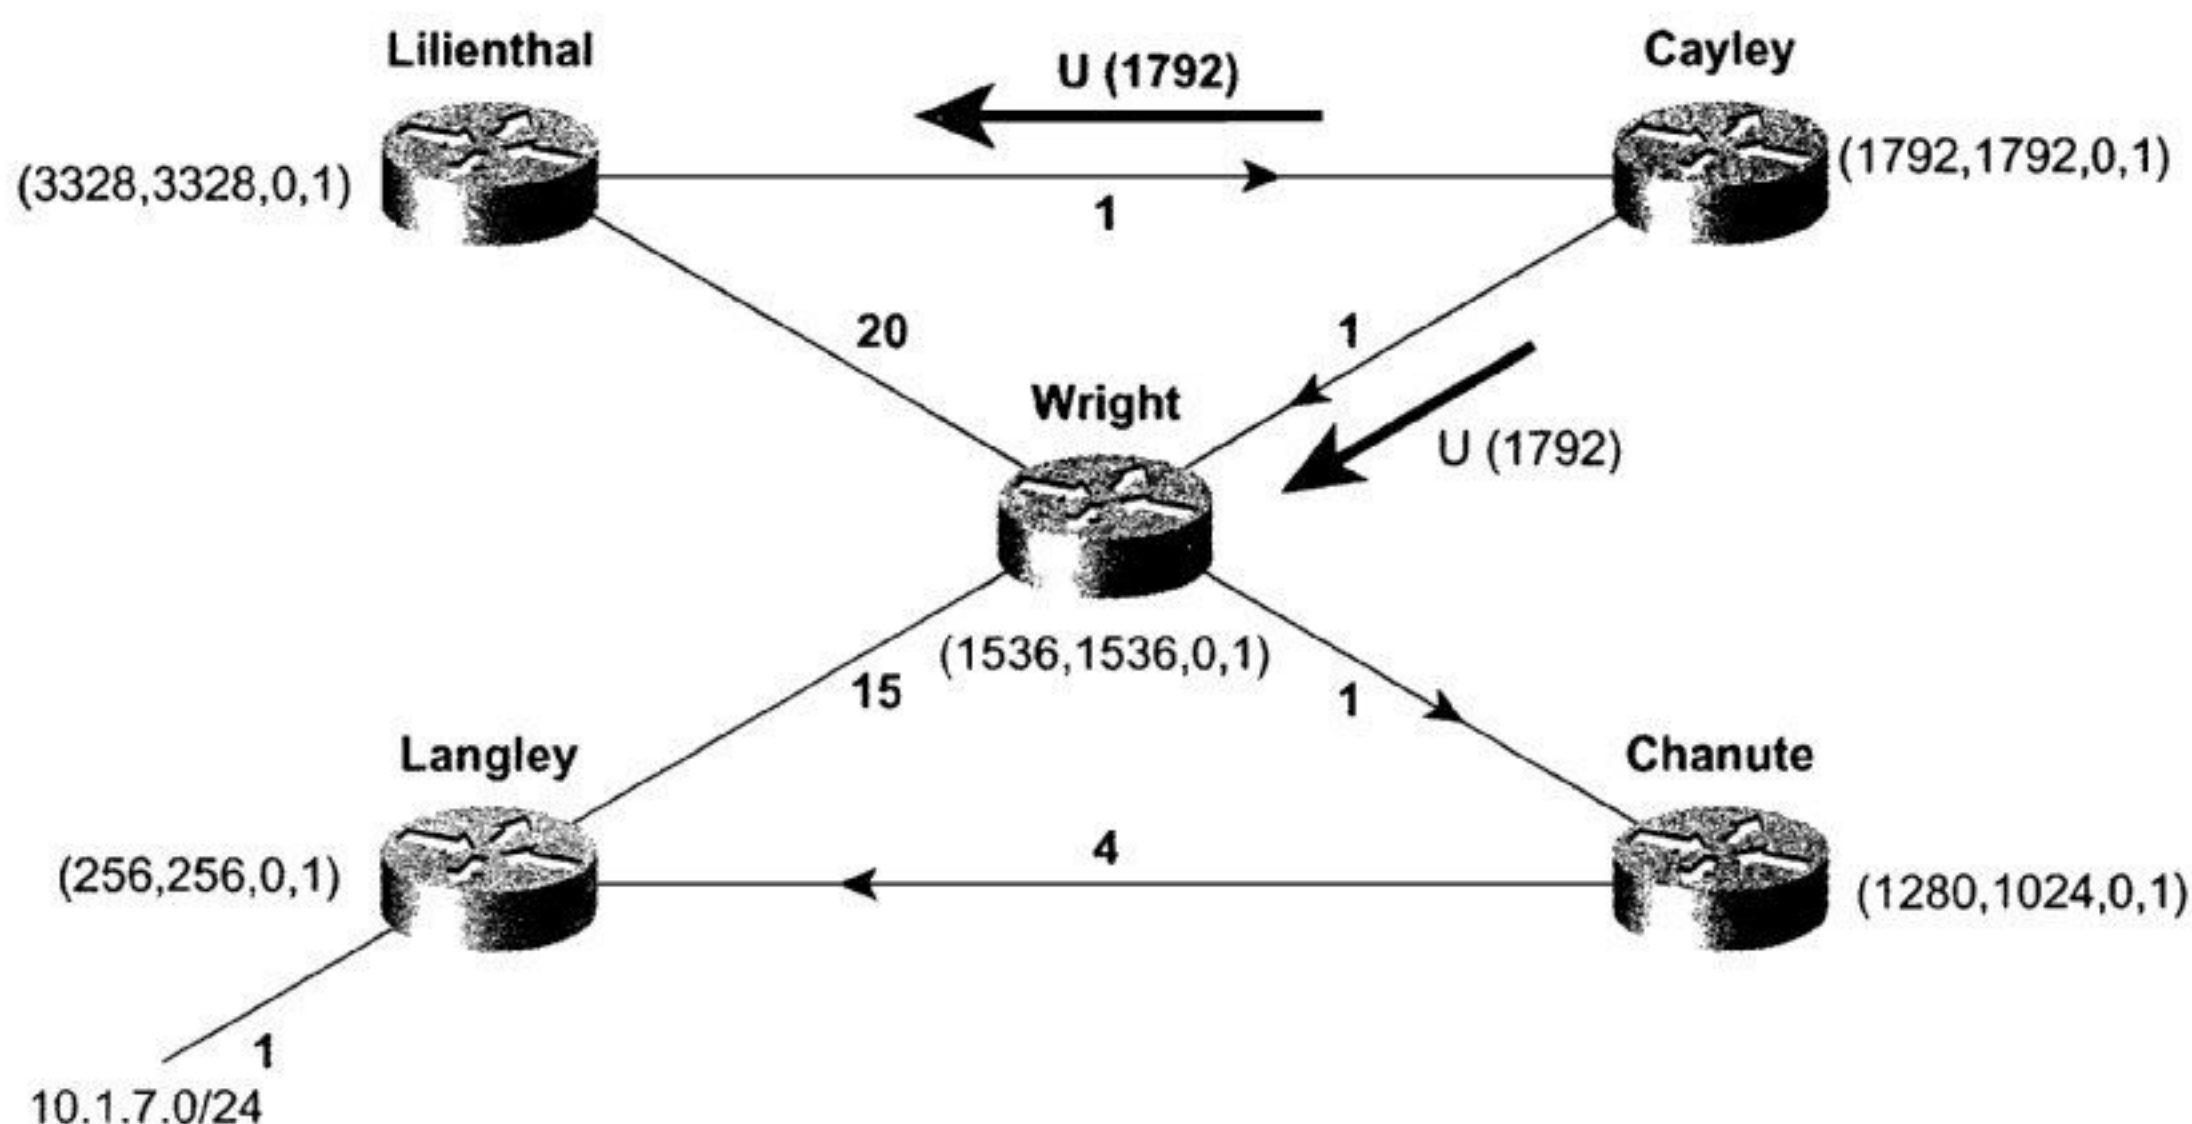 Lilienthal
Cayley
U (1792)
(3328,3328,0,1)
(1792,1792,0,1)
1
20
1
Wright
U (1792)
(1536,1536,0,1)
15
1
Langley
Chanute
4
(256,256,0,1)
(1280,1024,0,1)
1
10.1.7.0/24